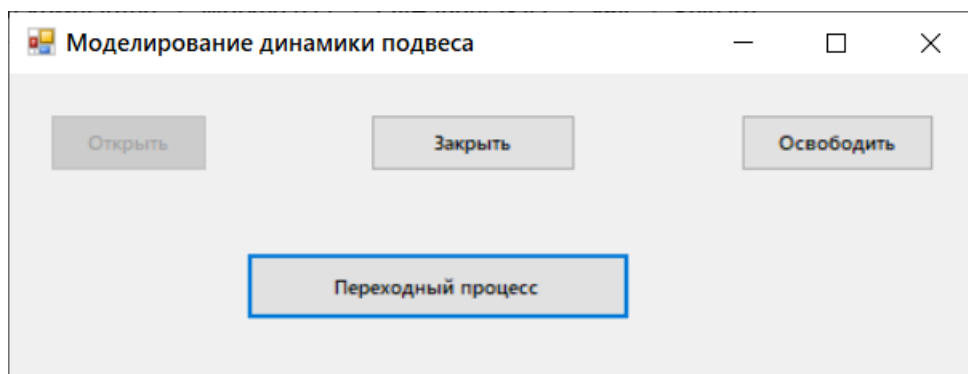 Моделирование динамики подвеса
Открыть
Закрыть
Освободить
Переходный процесс